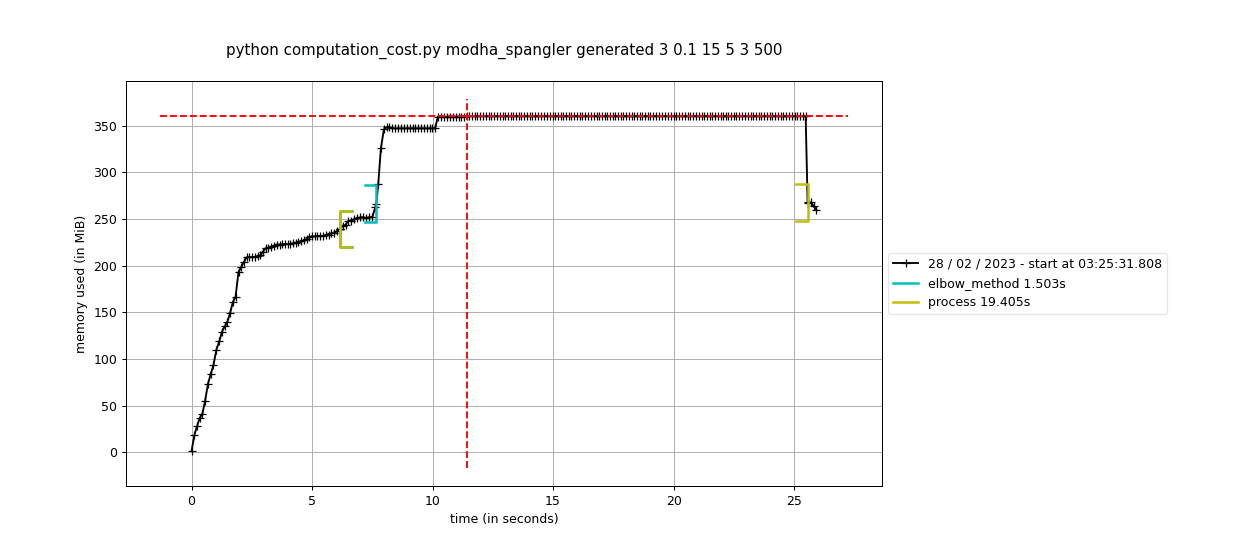 python computation_cost.py modha_spangler generated 3 0.1 15 5 3 500
memory used (in MiB)
350
300
250
200
150
100
50
0
0 5 10 15 20 25
time (in seconds)
28 / 02 / 2023 - start at 03:25:31.808
elbow_method 1.503s
process 19.405s